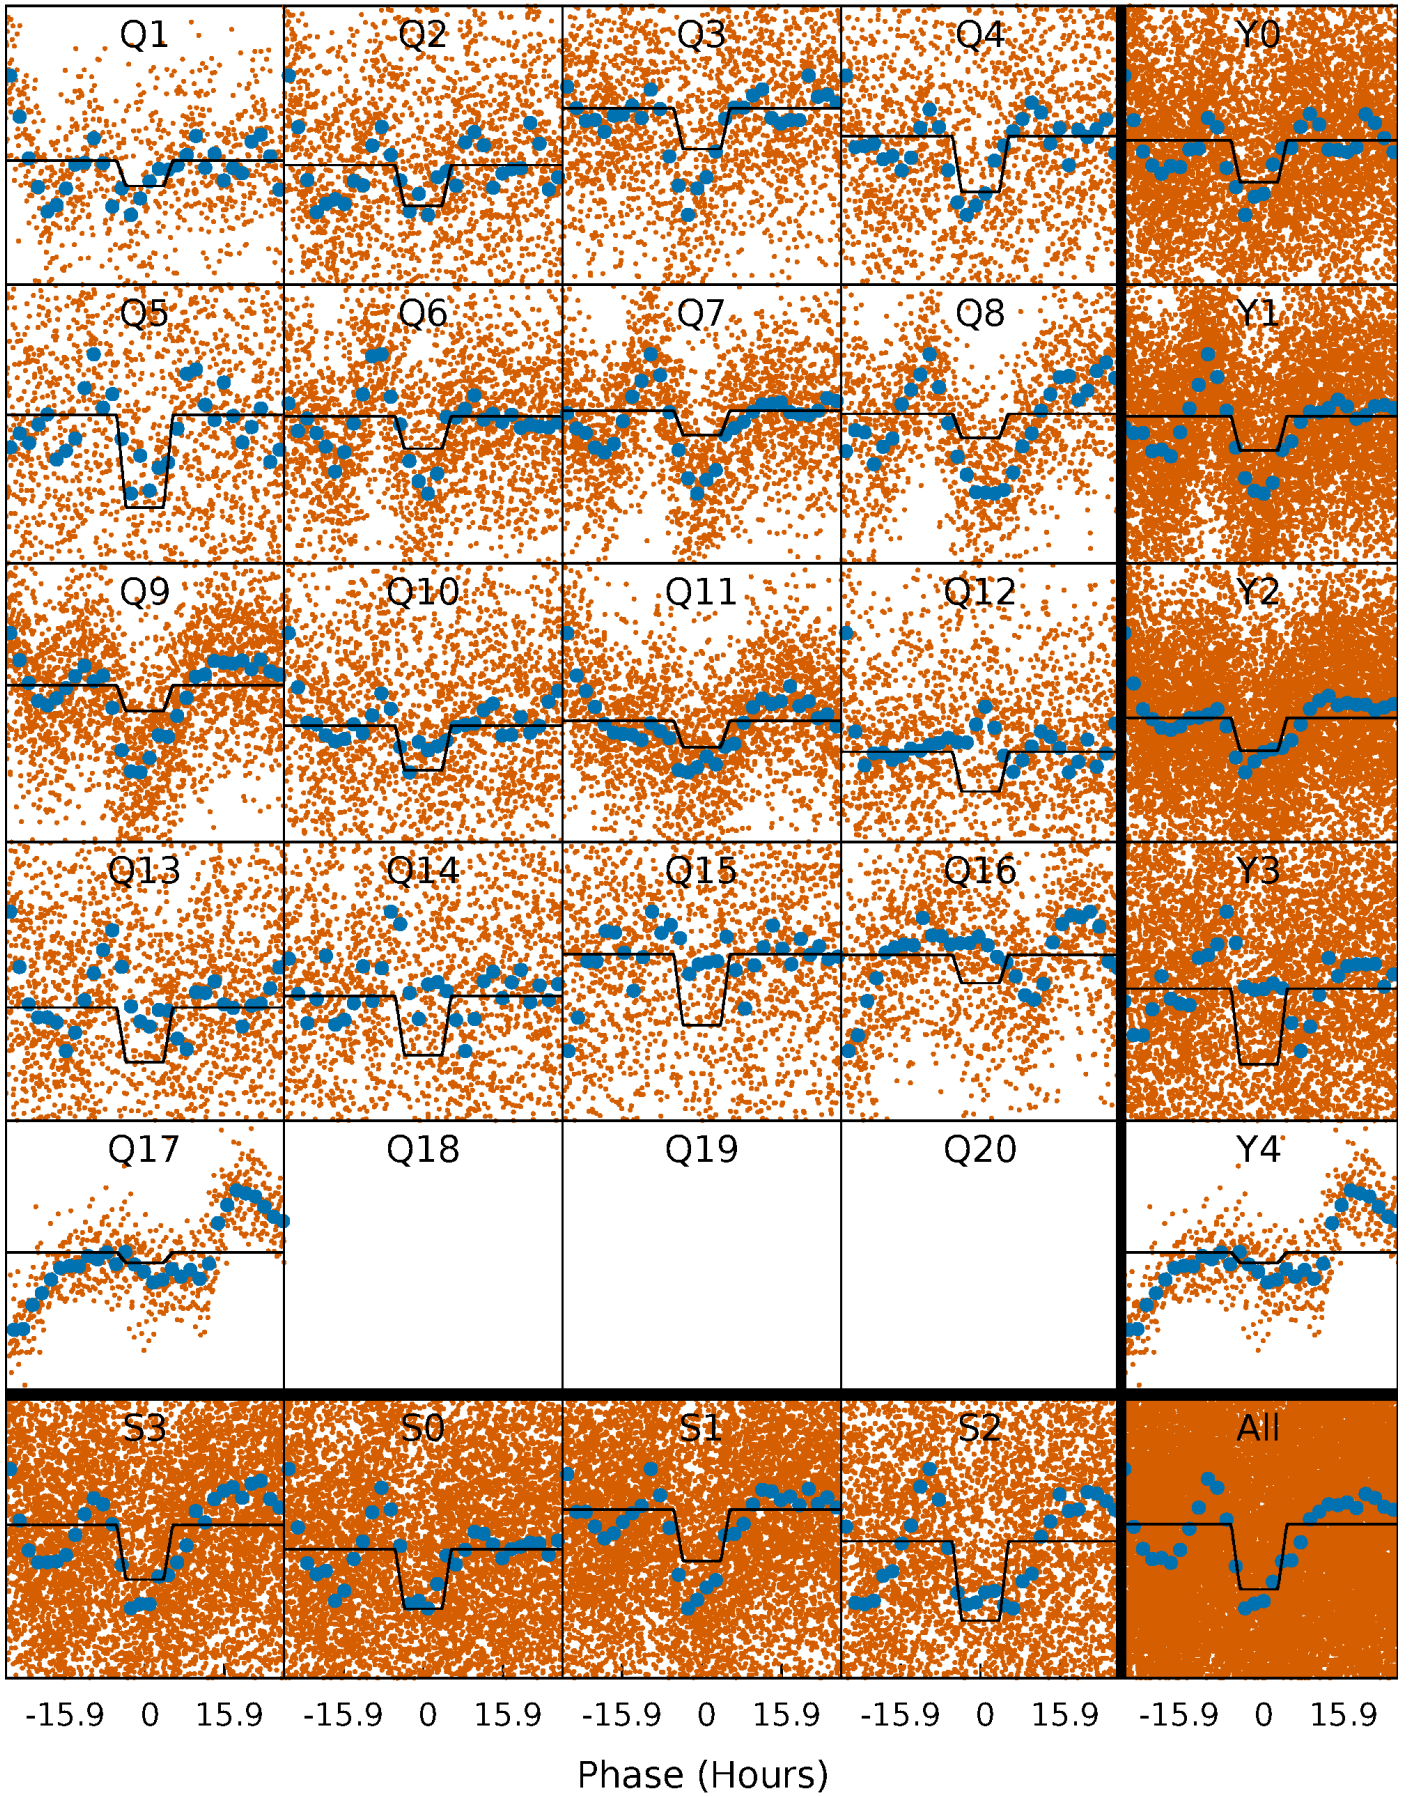 Q1 Q2 Q3 Q4 Y0
Q5 Q6 Q7 Q8 Y1
Q9 Q10 Q11 Q12 Y2
Q13 Q14 Q15 Q16 Y3
Q17 Q18 Q19 Q20 Y4
S3 S0 S1 S2 All
-15.9 0 15.9 -15.9 0 15.9 -15.9 0 15.9 -15.9 0 15.9 -15.9 0 15.9
Phase (Hours)